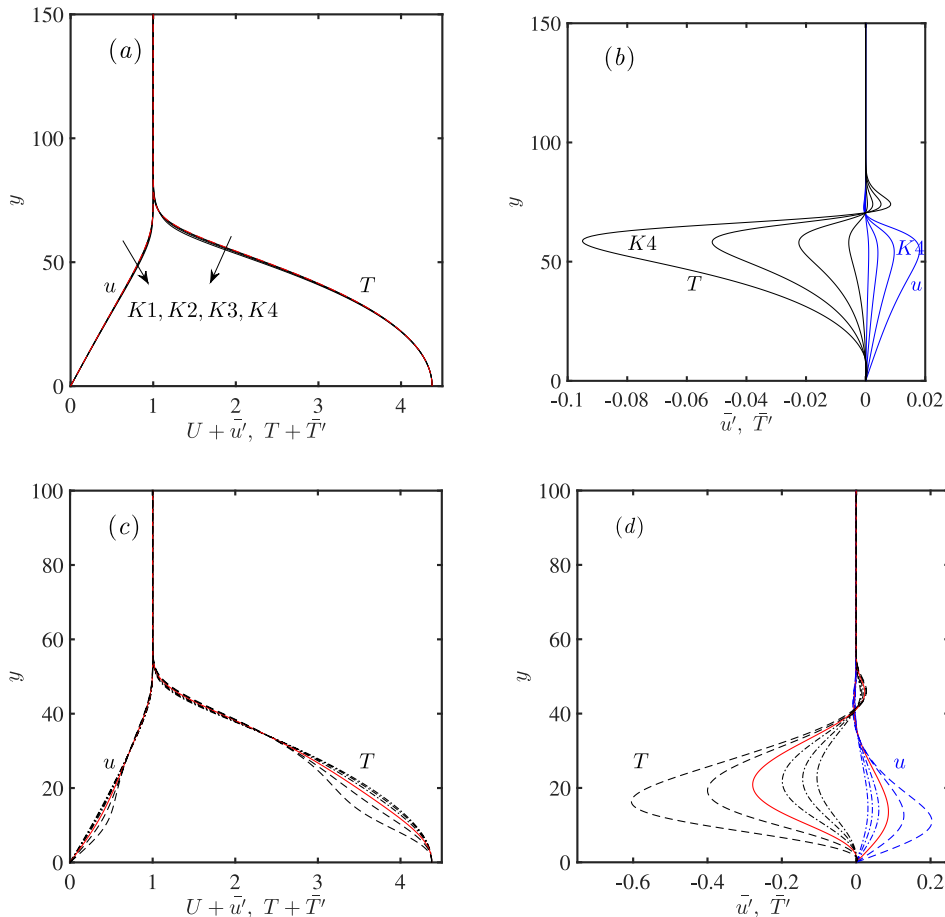 150
(a)
100
y
50
u
T
K1, K2, K3, K4
0
0 1 2 3 4
U + ū′, T + T̄′
150
(b)
100
y
K4
K4
50
T
u
0
-0.1 -0.08 -0.06 -0.04 -0.02 0 0.02
ū′, T̄′
100
(c)
80
60
y
40
u
T
20
0
0 1 2 3 4
U + ū′, T + T̄′
100
(d)
80
60
y
40
T
u
20
0
-0.6 -0.4 -0.2 0 0.2
ū′, T̄′